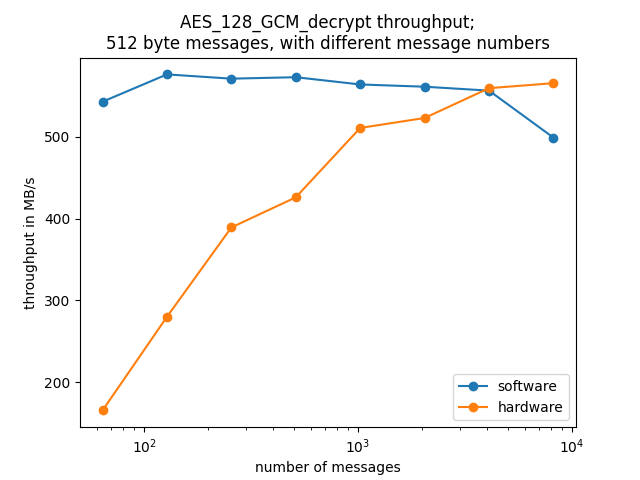 AES_128_GCM_decrypt throughput;
512 byte messages, with different message numbers
throughput in MB/s
500
400
300
200
software
hardware
10²
10³
10⁴
number of messages